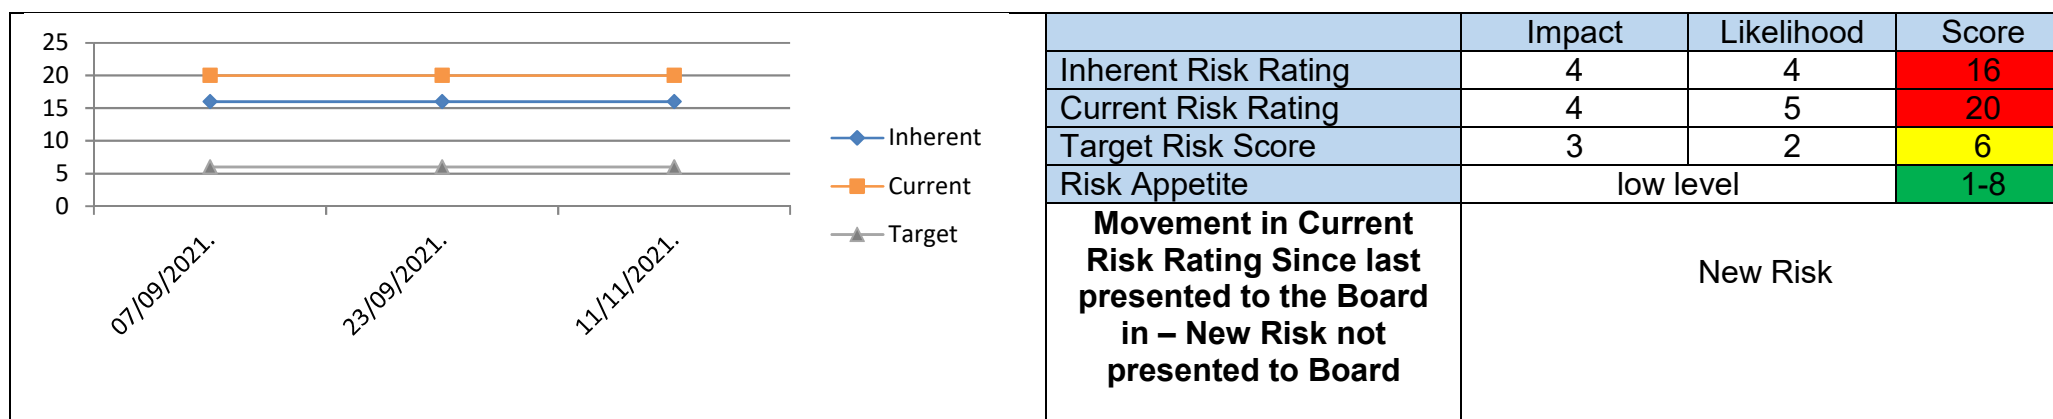 25
20
15
10
5
0
07/09/2021.
23/09/2021.
11/11/2021.
Inherent
Current
Target
Impact Likelihood Score
Inherent Risk Rating 4 4 16
Current Risk Rating 4 5 20
Target Risk Score 3 2 6
Risk Appetite low level 1-8
Movement in Current
Risk Rating Since last
presented to the Board
in – New Risk not
presented to Board
New Risk